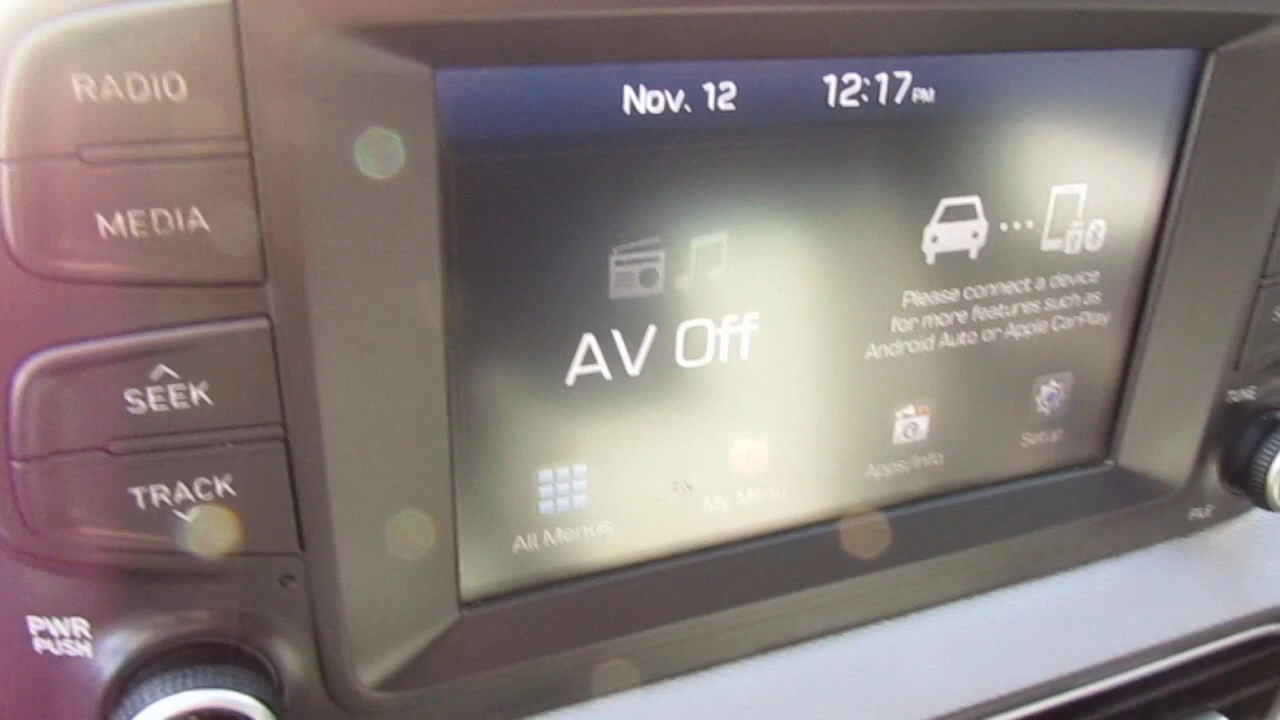 RADIO
MEDIA
SEEK
TRACK
PWR
PUSH
Nov. 12 12:17PM
AV Off
Please connect a device
for more features such as
Android Auto or Apple CarPlay
All Menus
My Menu
Apps/Info
Setup
TUNE